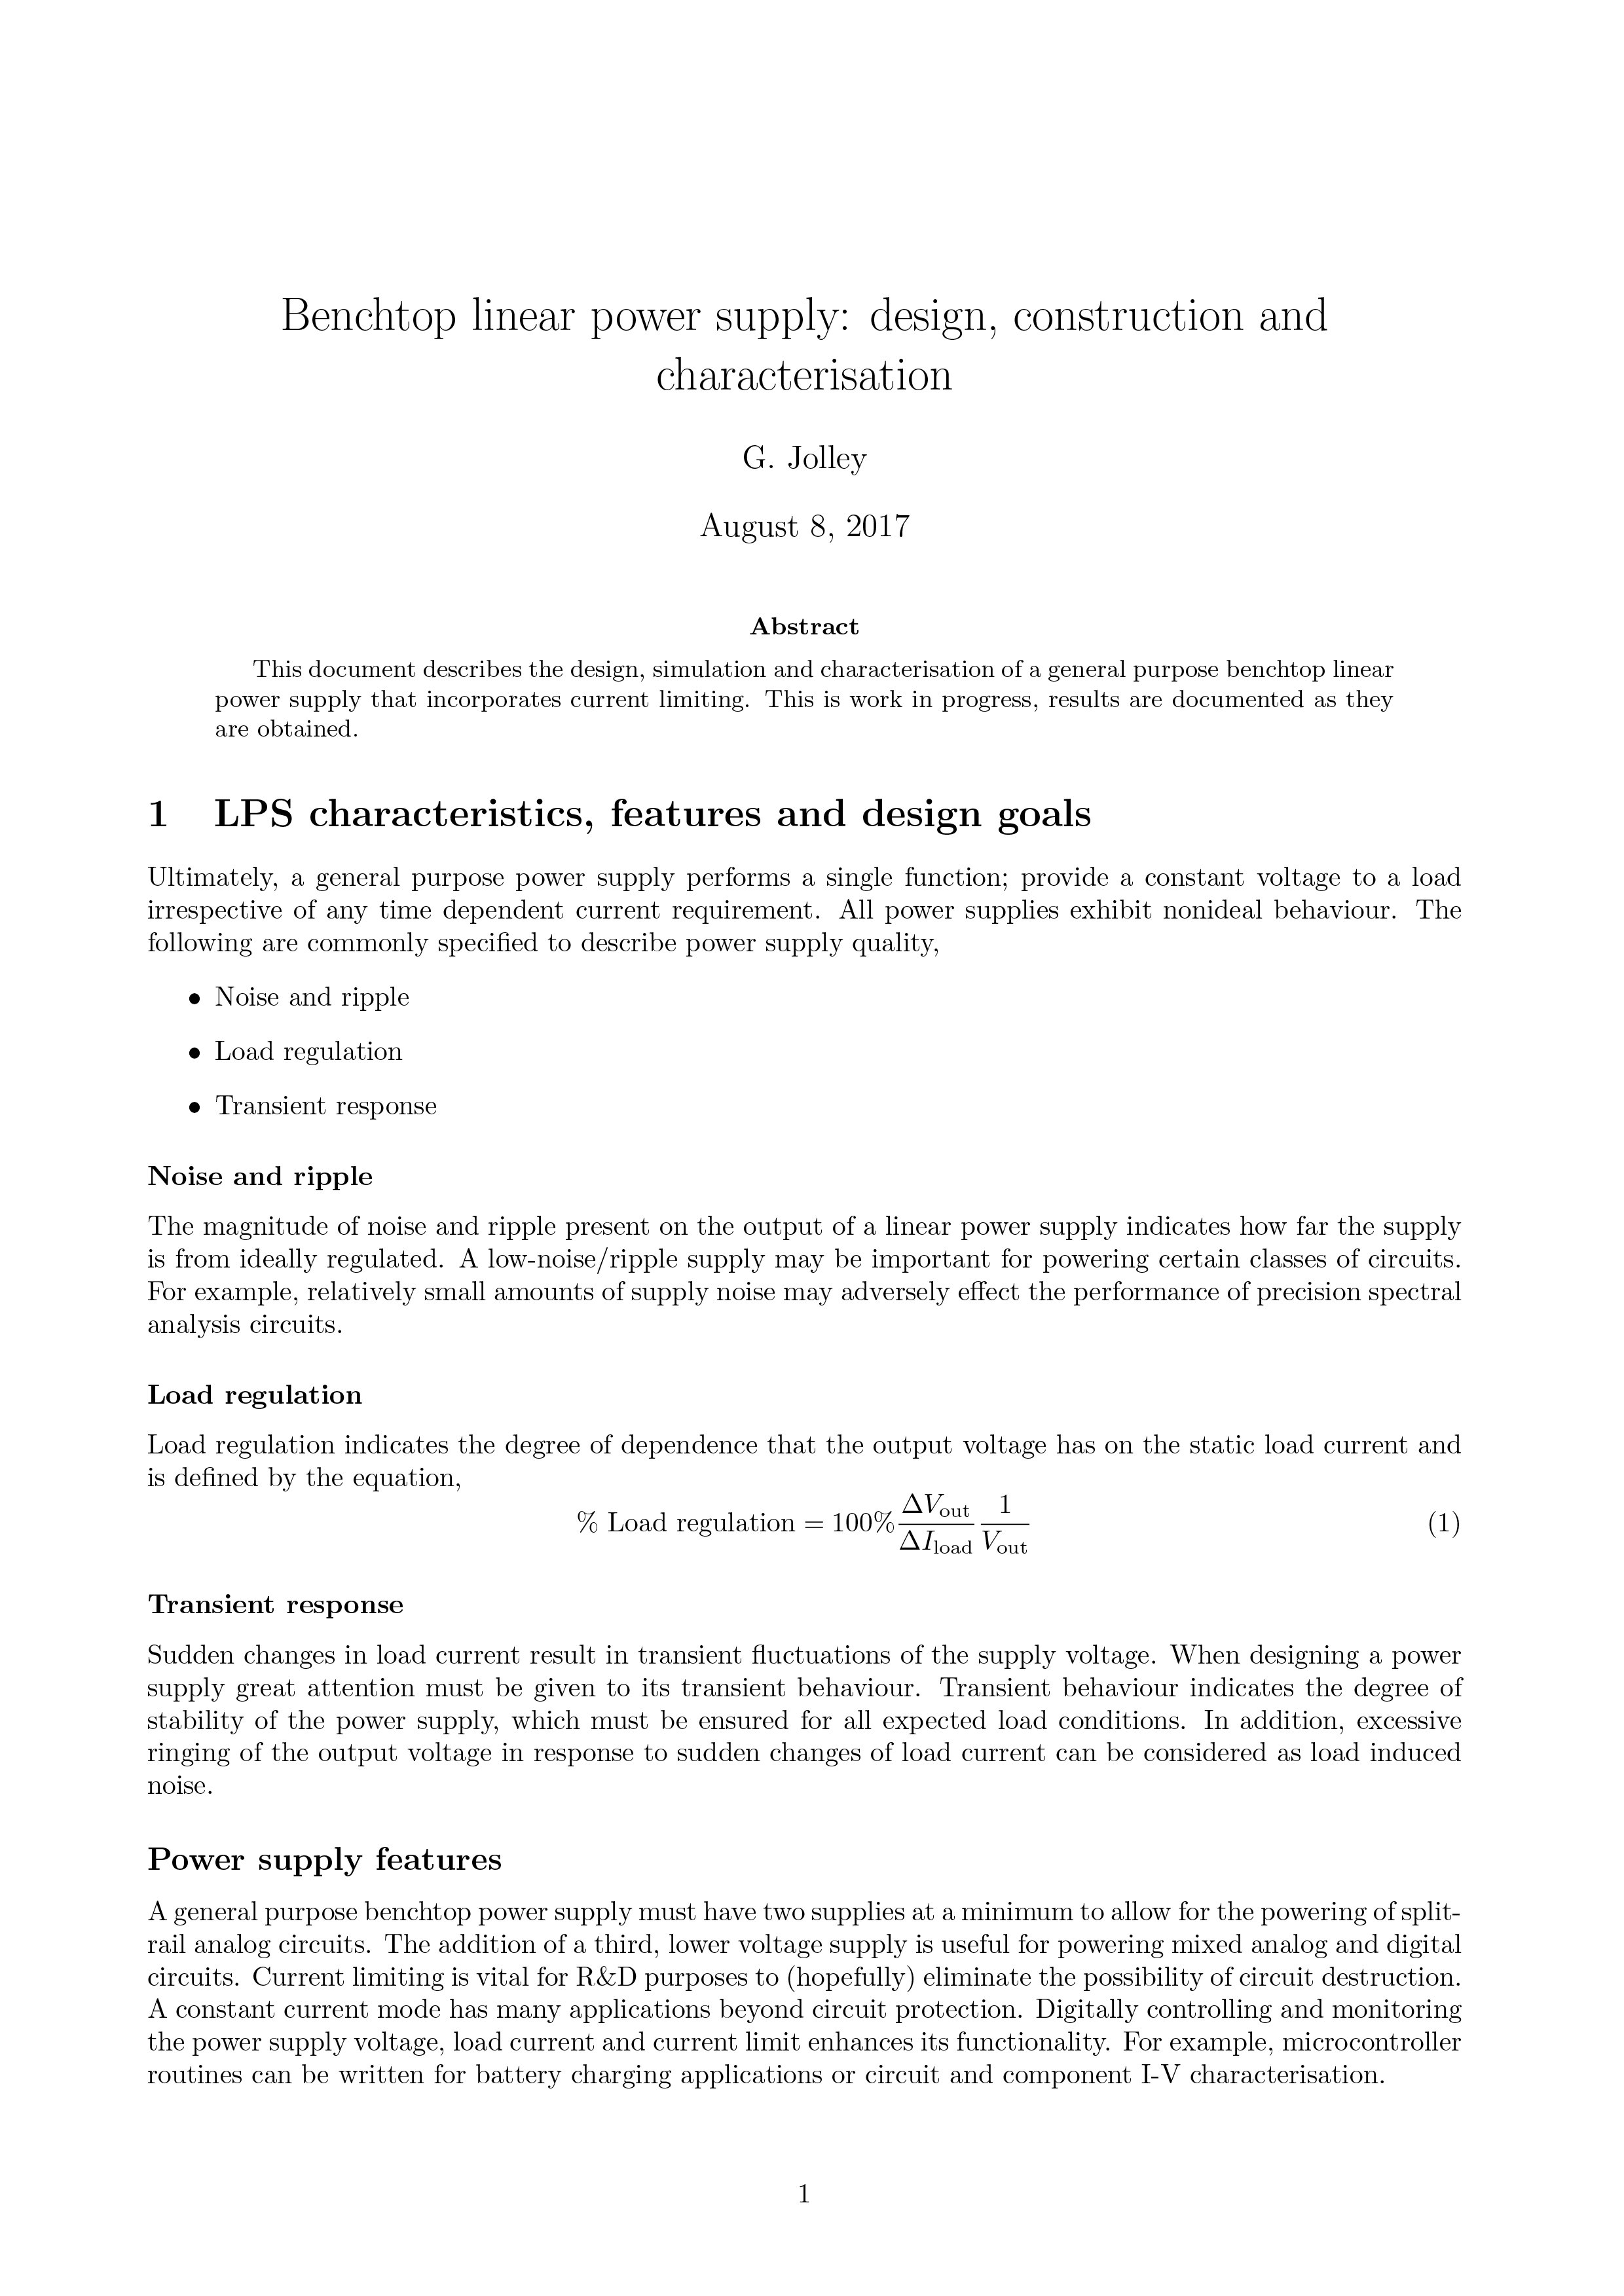 Benchtop linear power supply: design, construction and
characterisation
G. Jolley
August 8, 2017
Abstract
This document describes the design, simulation and characterisation of a general purpose benchtop linear
power supply that incorporates current limiting. This is work in progress, results are documented as they
are obtained.
1 LPS characteristics, features and design goals
Ultimately, a general purpose power supply performs a single function; provide a constant voltage to a load
irrespective of any time dependent current requirement. All power supplies exhibit nonideal behaviour. The
following are commonly specified to describe power supply quality,
• Noise and ripple
• Load regulation
• Transient response
Noise and ripple
The magnitude of noise and ripple present on the output of a linear power supply indicates how far the supply
is from ideally regulated. A low-noise/ripple supply may be important for powering certain classes of circuits.
For example, relatively small amounts of supply noise may adversely effect the performance of precision spectral
analysis circuits.
Load regulation
Load regulation indicates the degree of dependence that the output voltage has on the static load current and
is defined by the equation,
% Load regulation = 100% ΔV_out/ΔI_load 1/V_out (1)
Transient response
Sudden changes in load current result in transient fluctuations of the supply voltage. When designing a power
supply great attention must be given to its transient behaviour. Transient behaviour indicates the degree of
stability of the power supply, which must be ensured for all expected load conditions. In addition, excessive
ringing of the output voltage in response to sudden changes of load current can be considered as load induced
noise.
Power supply features
A general purpose benchtop power supply must have two supplies at a minimum to allow for the powering of split-
rail analog circuits. The addition of a third, lower voltage supply is useful for powering mixed analog and digital
circuits. Current limiting is vital for R&D purposes to (hopefully) eliminate the possibility of circuit destruction.
A constant current mode has many applications beyond circuit protection. Digitally controlling and monitoring
the power supply voltage, load current and current limit enhances its functionality. For example, microcontroller
routines can be written for battery charging applications or circuit and component I-V characterisation.
1